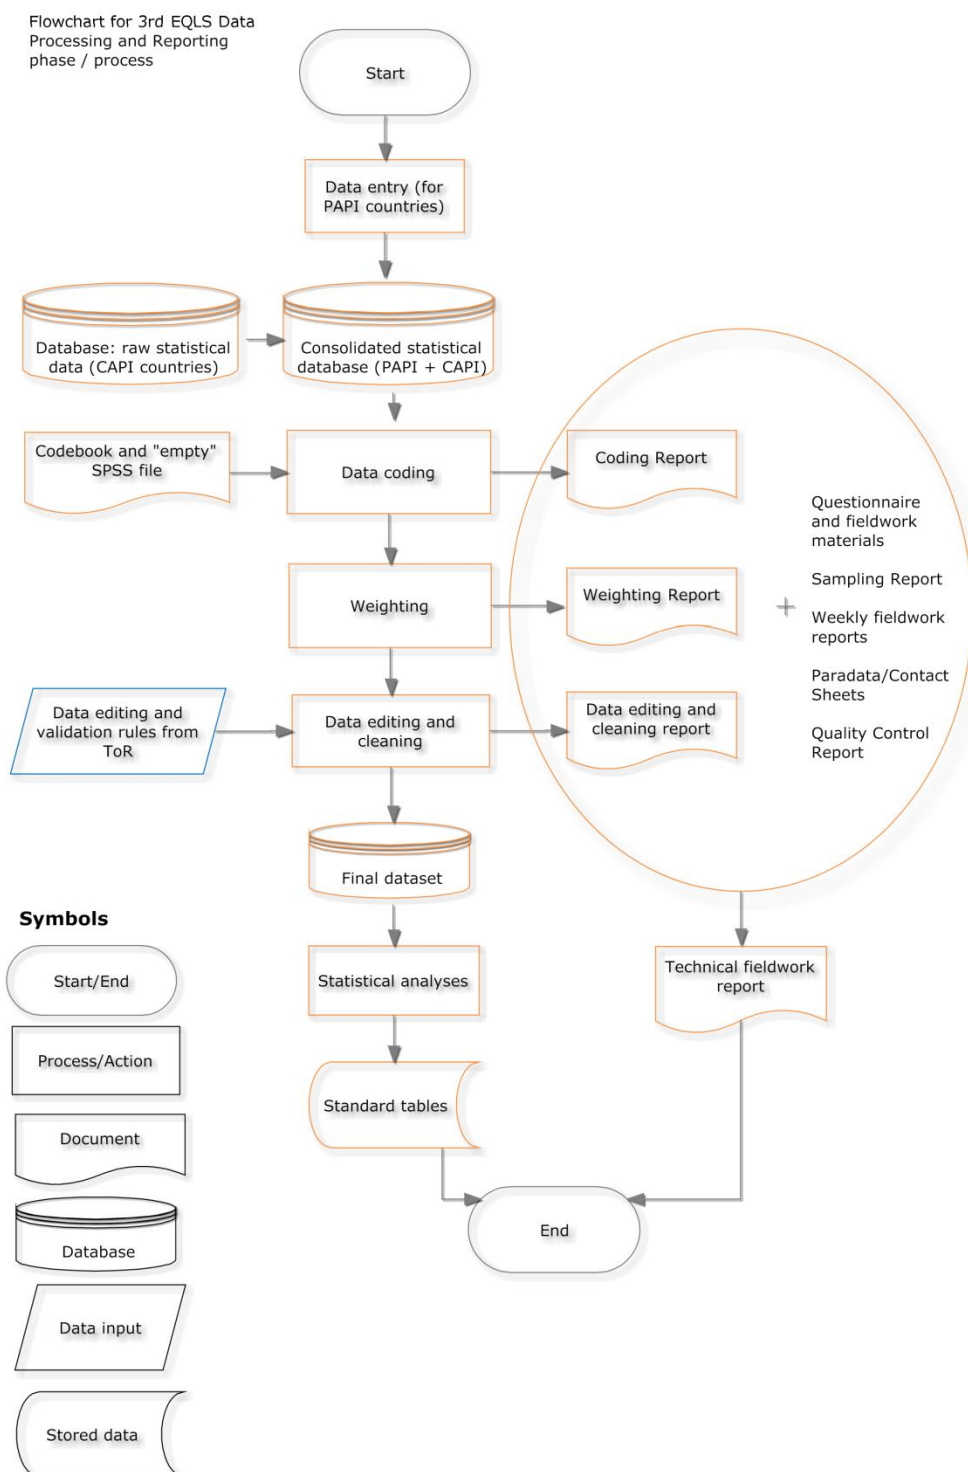 Flowchart for 3rd EQLS Data
Processing and Reporting
phase / process
Start
Data entry (for
PAPI countries)
Database: raw statistical
data (CAPI countries)
Consolidated statistical
database (PAPI + CAPI)
Codebook and "empty"
SPSS file
Data coding
Coding Report
Weighting
Weighting Report
Data editing and
validation rules from
ToR
Data editing and
cleaning
Data editing and
cleaning report
+
Questionnaire
and fieldwork
materials
Sampling Report
Weekly fieldwork
reports
Paradata/Contact
Sheets
Quality Control
Report
Final dataset
Statistical analyses
Technical fieldwork
report
Standard tables
End
Symbols
Start/End
Process/Action
Document
Database
Data input
Stored data